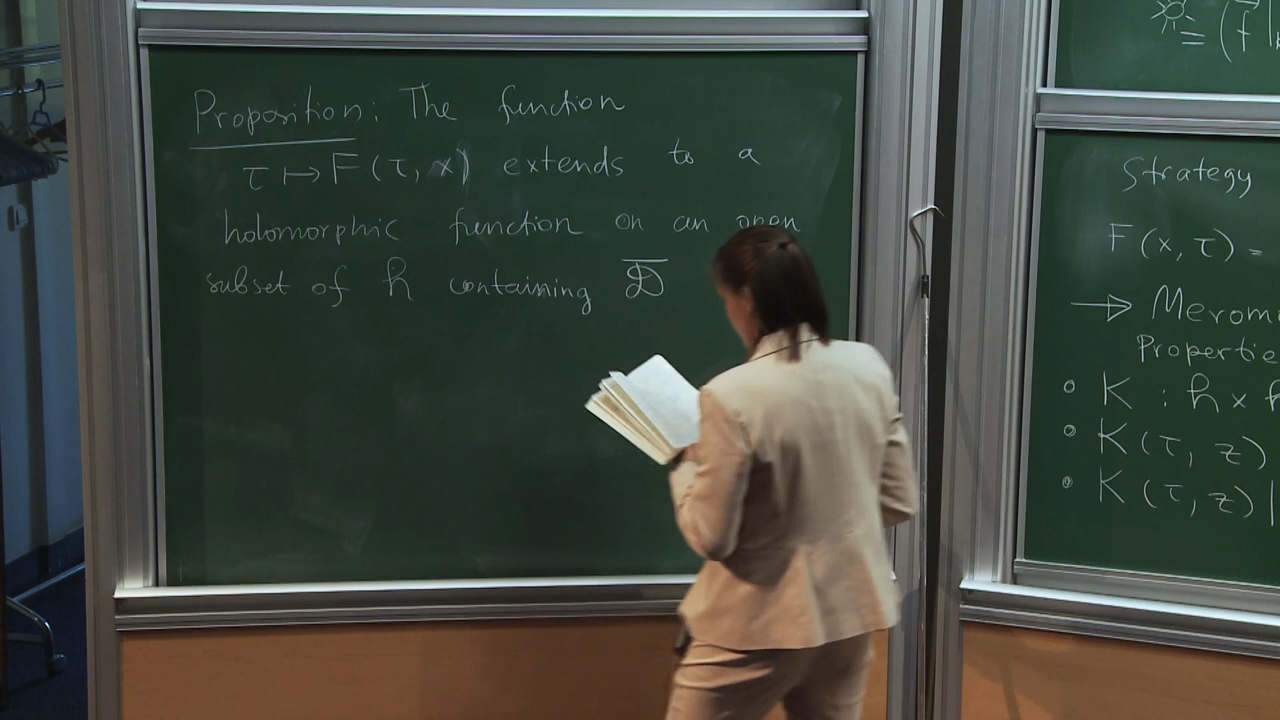 Proposition: The function
τ ↦ F(τ, x) extends to a
holomorphic function on an open
subset of h containing D̅
= (f |
Strategy
F(x, τ) =
→ Merom
Propertie
∘ K : h ×
∘ K(τ, z)
∘ K(τ, z) |